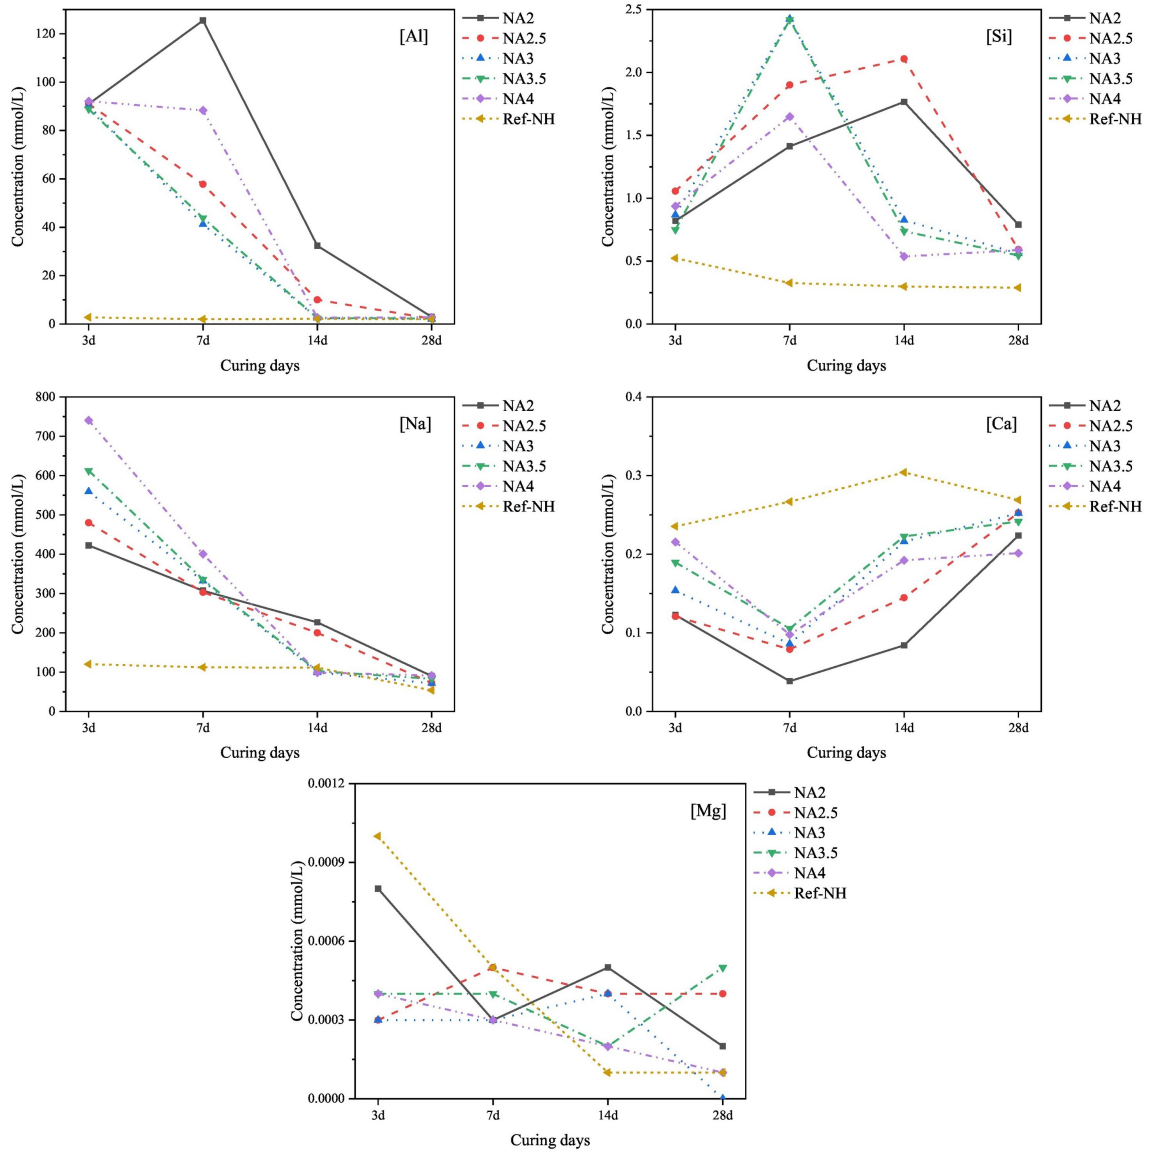 [Al]
Concentration (mmol/L)
120
100
80
60
40
20
0
3d 7d 14d 28d
Curing days
NA2
NA2.5
NA3
NA3.5
NA4
Ref-NH
[Si]
Concentration (mmol/L)
2.5
2.0
1.5
1.0
0.5
0.0
3d 7d 14d 28d
Curing days
NA2
NA2.5
NA3
NA3.5
NA4
Ref-NH
[Na]
Concentration (mmol/L)
800
700
600
500
400
300
200
100
0
3d 7d 14d 28d
Curing days
NA2
NA2.5
NA3
NA3.5
NA4
Ref-NH
[Ca]
Concentration (mmol/L)
0.4
0.3
0.2
0.1
0.0
3d 7d 14d 28d
Curing days
NA2
NA2.5
NA3
NA3.5
NA4
Ref-NH
[Mg]
Concentration (mmol/L)
0.0012
0.0009
0.0006
0.0003
0.0000
3d 7d 14d 28d
Curing days
NA2
NA2.5
NA3
NA3.5
NA4
Ref-NH